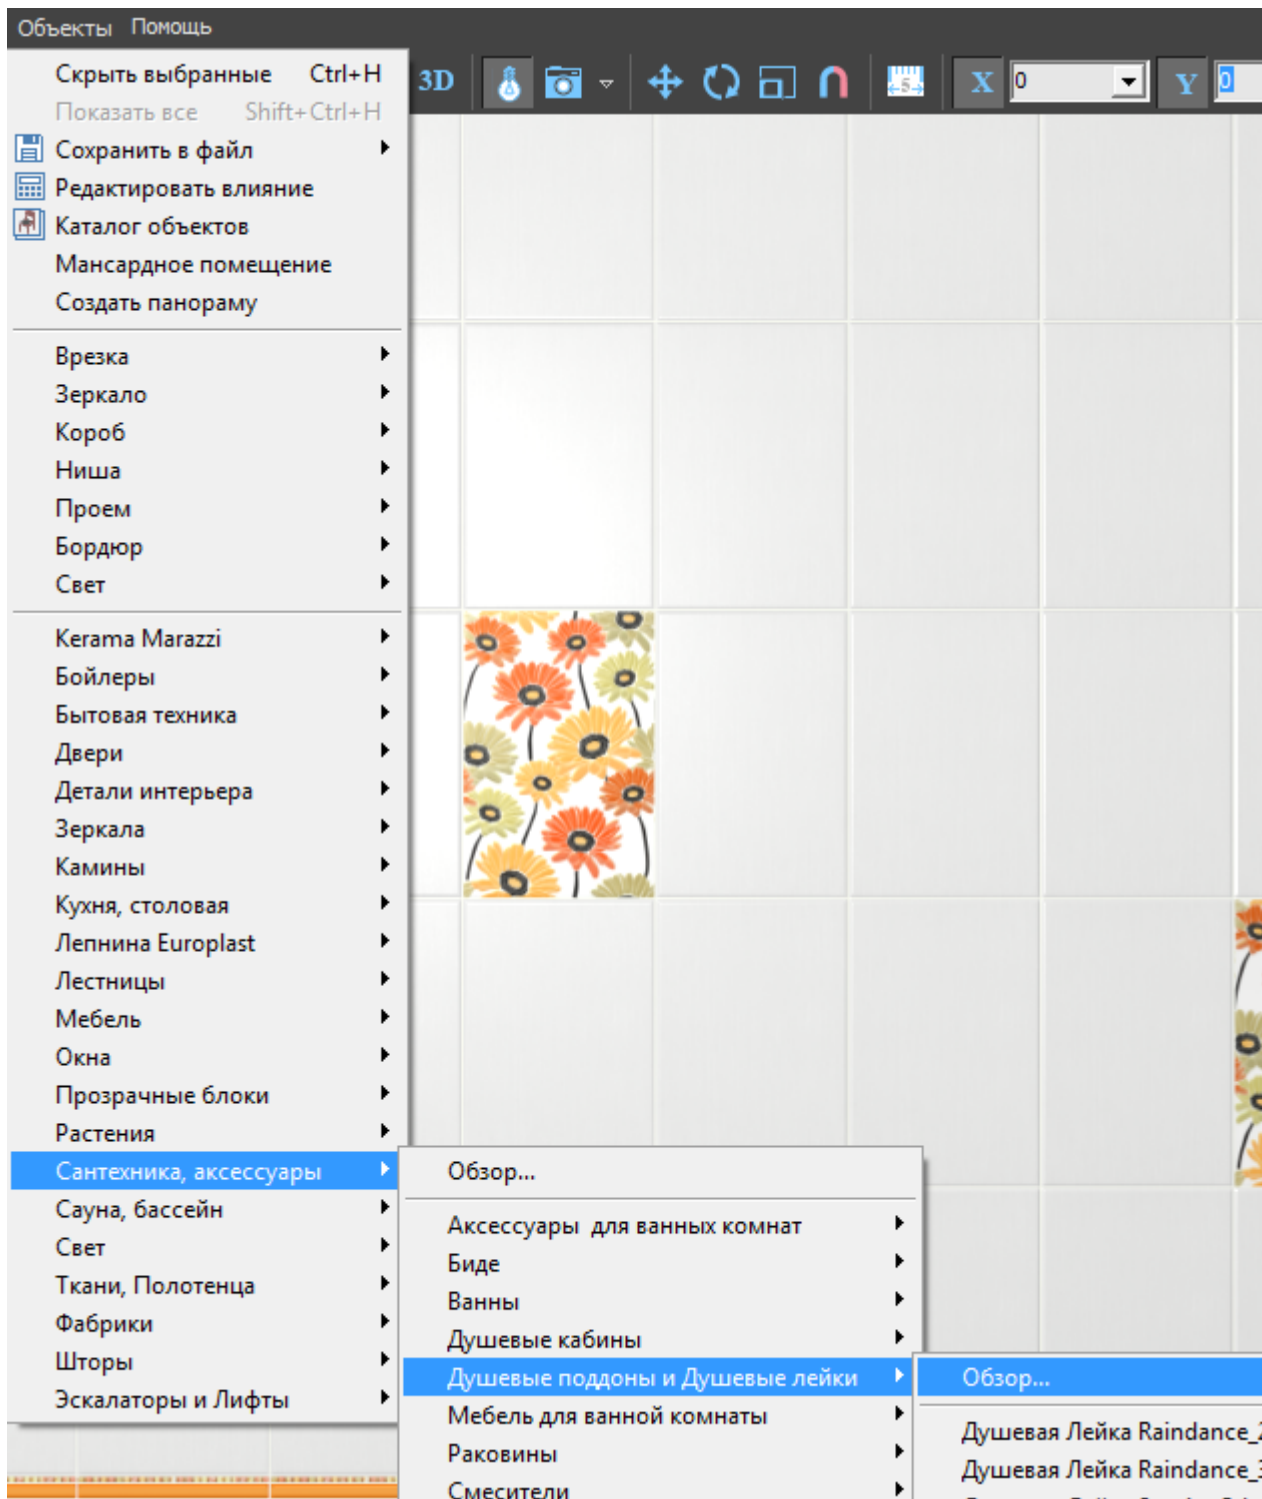 Объекты Помощь
3D
5
X 0
Y 0
Скрыть выбранные Ctrl+H
Показать все Shift+Ctrl+H
Сохранить в файл
Редактировать влияние
Каталог объектов
Мансардное помещение
Создать панораму
Врезка
Зеркало
Короб
Ниша
Проем
Бордюр
Свет
Kerama Marazzi
Бойлеры
Бытовая техника
Двери
Детали интерьера
Зеркала
Камины
Кухня, столовая
Лепнина Europlast
Лестницы
Мебель
Окна
Прозрачные блоки
Растения
Сантехника, аксессуары
Сауна, бассейн
Свет
Ткани, Полотенца
Фабрики
Шторы
Эскалаторы и Лифты
Обзор...
Аксессуары для ванных комнат
Биде
Ванны
Душевые кабины
Душевые поддоны и Душевые лейки
Мебель для ванной комнаты
Раковины
Смесители
Обзор...
Душевая Лейка Raindance_2
Душевая Лейка Raindance_3